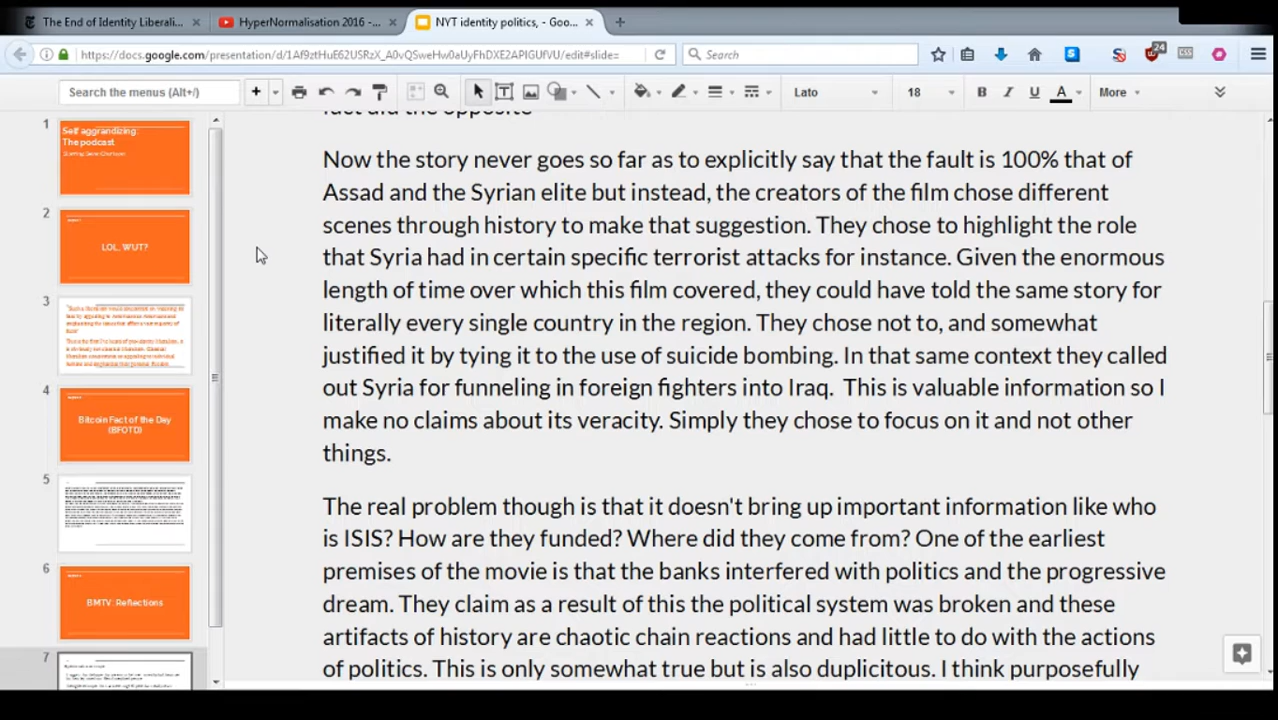 The End of Identity Liberali...
HyperNormalisation 2016 -...
NYT identity politics, - Goo...
https://docs.google.com/presentation/d/1Af9ztHuE62USRzX_A0vQSweHw0aUyFhDXE2APIGUfVU/edit#slide=
Search
24
Search the menus (Alt+/)
Lato
18
B I U A
More
1
Self aggrandizing:
The podcast
2
LOL, WUT?
3
4
Bitcoin Fact of the Day
(BFOTD)
5
6
BMTV: Reflections
7
fact did the opposite
Now the story never goes so far as to explicitly say that the fault is 100% that of
Assad and the Syrian elite but instead, the creators of the film chose different
scenes through history to make that suggestion. They chose to highlight the role
that Syria had in certain specific terrorist attacks for instance. Given the enormous
length of time over which this film covered, they could have told the same story for
literally every single country in the region. They chose not to, and somewhat
justified it by tying it to the use of suicide bombing. In that same context they called
out Syria for funneling in foreign fighters into Iraq.  This is valuable information so I
make no claims about its veracity. Simply they chose to focus on it and not other
things.
The real problem though is that it doesn't bring up important information like who
is ISIS? How are they funded? Where did they come from? One of the earliest
premises of the movie is that the banks interfered with politics and the progressive
dream. They claim as a result of this the political system was broken and these
artifacts of history are chaotic chain reactions and had little to do with the actions
of politics. This is only somewhat true but is also duplicitous. I think purposefully